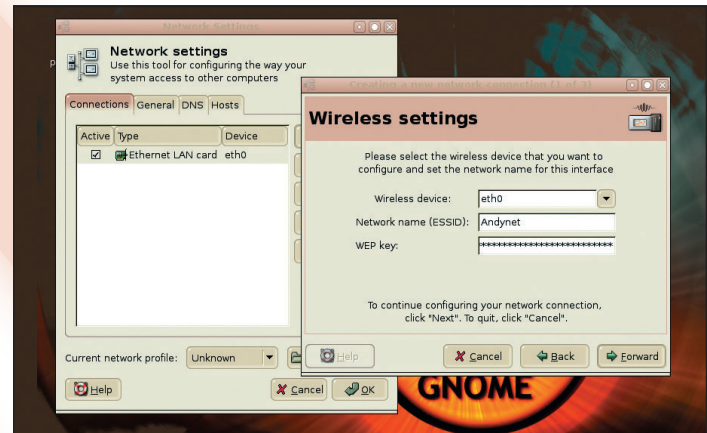 Network Settings
Network settings
Use this tool for configuring the way your
system access to other computers
Connections General DNS Hosts
Active Type Device
Ethernet LAN card eth0
Current network profile: Unknown
Help Cancel OK
Creating a new network connection (1 of 3)
Wireless settings
Please select the wireless device that you want to
configure and set the network name for this interface
Wireless device: eth0
Network name (ESSID): Andynet
WEP key: **************************
To continue configuring your network connection,
click "Next". To quit, click "Cancel".
Help Cancel Back Forward
GNOME